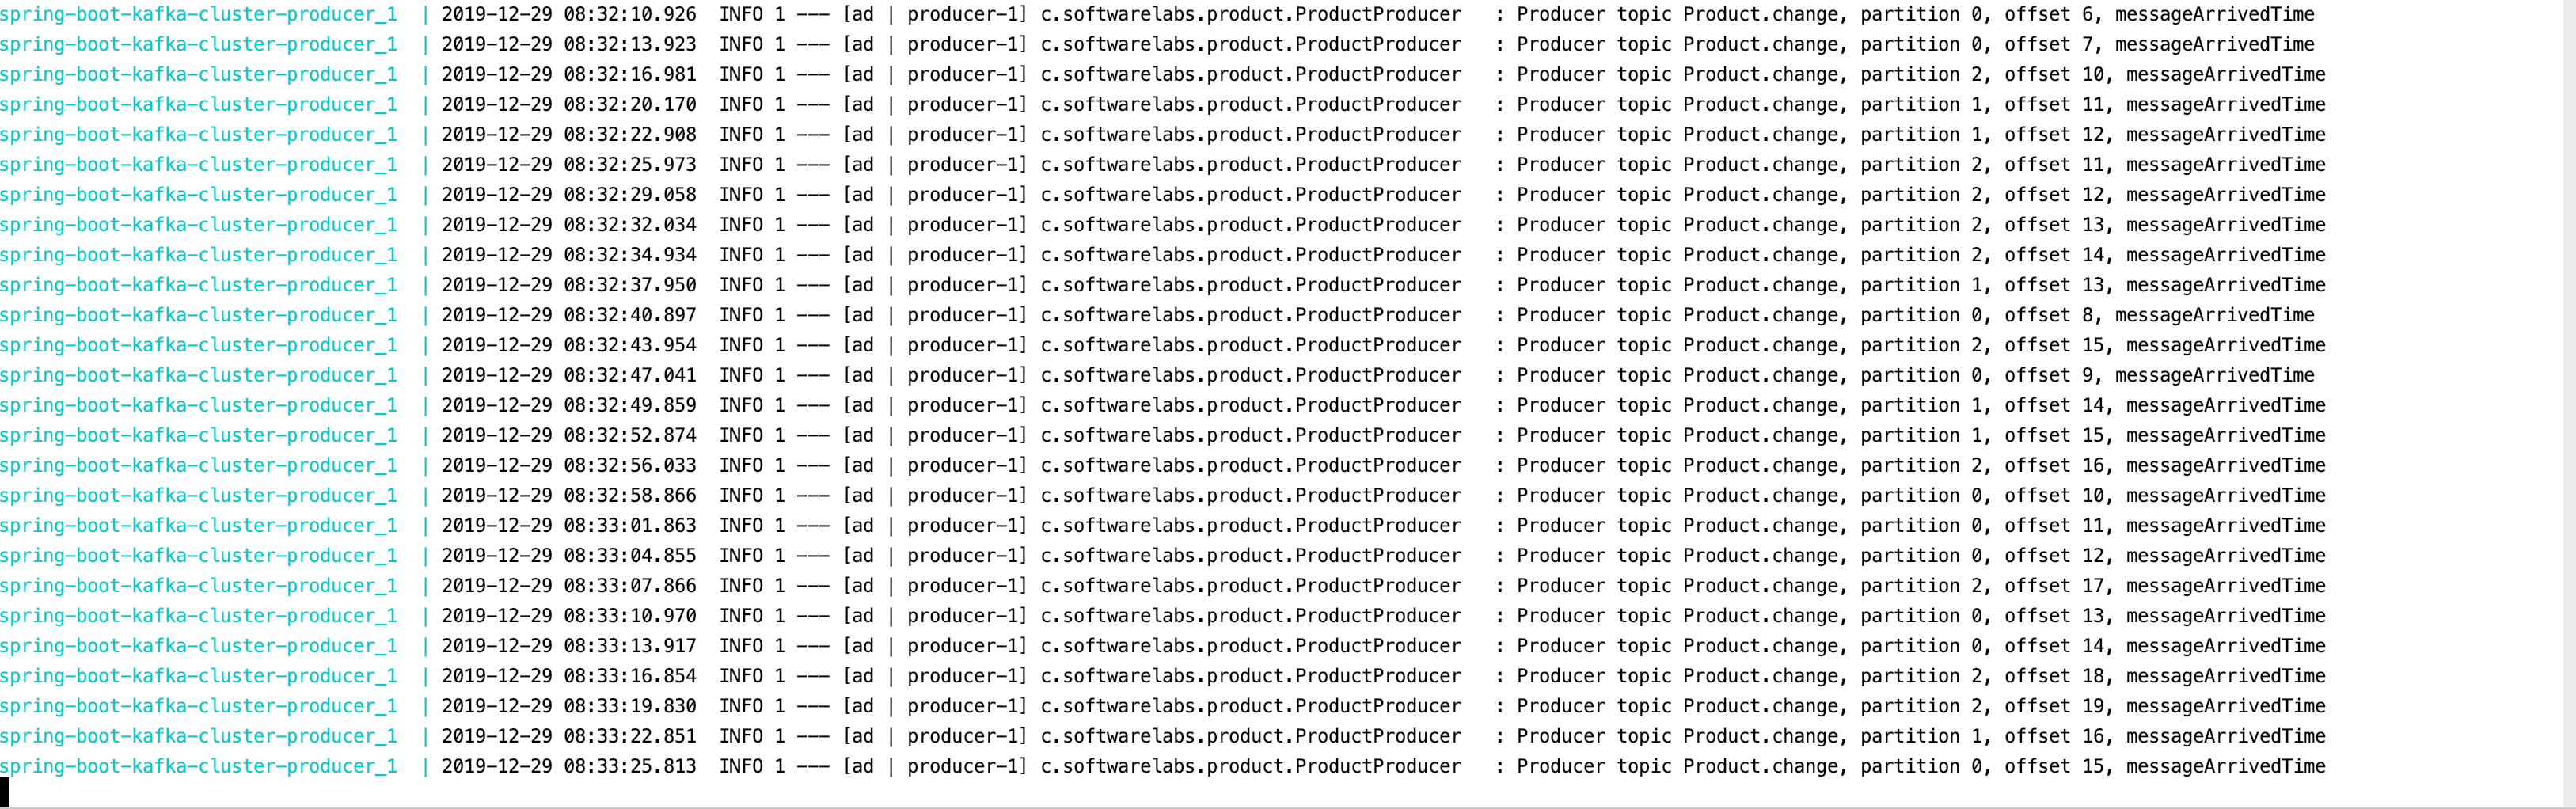 spring-boot-kafka-cluster-producer_1  | 2019-12-29 08:32:10.926  INFO 1 --- [ad | producer-1] c.softwarelabs.product.ProductProducer   : Producer topic Product.change, partition 0, offset 6, messageArrivedTime
spring-boot-kafka-cluster-producer_1  | 2019-12-29 08:32:13.923  INFO 1 --- [ad | producer-1] c.softwarelabs.product.ProductProducer   : Producer topic Product.change, partition 0, offset 7, messageArrivedTime
spring-boot-kafka-cluster-producer_1  | 2019-12-29 08:32:16.981  INFO 1 --- [ad | producer-1] c.softwarelabs.product.ProductProducer   : Producer topic Product.change, partition 2, offset 10, messageArrivedTime
spring-boot-kafka-cluster-producer_1  | 2019-12-29 08:32:20.170  INFO 1 --- [ad | producer-1] c.softwarelabs.product.ProductProducer   : Producer topic Product.change, partition 1, offset 11, messageArrivedTime
spring-boot-kafka-cluster-producer_1  | 2019-12-29 08:32:22.908  INFO 1 --- [ad | producer-1] c.softwarelabs.product.ProductProducer   : Producer topic Product.change, partition 1, offset 12, messageArrivedTime
spring-boot-kafka-cluster-producer_1  | 2019-12-29 08:32:25.973  INFO 1 --- [ad | producer-1] c.softwarelabs.product.ProductProducer   : Producer topic Product.change, partition 2, offset 11, messageArrivedTime
spring-boot-kafka-cluster-producer_1  | 2019-12-29 08:32:29.058  INFO 1 --- [ad | producer-1] c.softwarelabs.product.ProductProducer   : Producer topic Product.change, partition 2, offset 12, messageArrivedTime
spring-boot-kafka-cluster-producer_1  | 2019-12-29 08:32:32.034  INFO 1 --- [ad | producer-1] c.softwarelabs.product.ProductProducer   : Producer topic Product.change, partition 2, offset 13, messageArrivedTime
spring-boot-kafka-cluster-producer_1  | 2019-12-29 08:32:34.934  INFO 1 --- [ad | producer-1] c.softwarelabs.product.ProductProducer   : Producer topic Product.change, partition 2, offset 14, messageArrivedTime
spring-boot-kafka-cluster-producer_1  | 2019-12-29 08:32:37.950  INFO 1 --- [ad | producer-1] c.softwarelabs.product.ProductProducer   : Producer topic Product.change, partition 1, offset 13, messageArrivedTime
spring-boot-kafka-cluster-producer_1  | 2019-12-29 08:32:40.897  INFO 1 --- [ad | producer-1] c.softwarelabs.product.ProductProducer   : Producer topic Product.change, partition 0, offset 8, messageArrivedTime
spring-boot-kafka-cluster-producer_1  | 2019-12-29 08:32:43.954  INFO 1 --- [ad | producer-1] c.softwarelabs.product.ProductProducer   : Producer topic Product.change, partition 2, offset 15, messageArrivedTime
spring-boot-kafka-cluster-producer_1  | 2019-12-29 08:32:47.041  INFO 1 --- [ad | producer-1] c.softwarelabs.product.ProductProducer   : Producer topic Product.change, partition 0, offset 9, messageArrivedTime
spring-boot-kafka-cluster-producer_1  | 2019-12-29 08:32:49.859  INFO 1 --- [ad | producer-1] c.softwarelabs.product.ProductProducer   : Producer topic Product.change, partition 1, offset 14, messageArrivedTime
spring-boot-kafka-cluster-producer_1  | 2019-12-29 08:32:52.874  INFO 1 --- [ad | producer-1] c.softwarelabs.product.ProductProducer   : Producer topic Product.change, partition 1, offset 15, messageArrivedTime
spring-boot-kafka-cluster-producer_1  | 2019-12-29 08:32:56.033  INFO 1 --- [ad | producer-1] c.softwarelabs.product.ProductProducer   : Producer topic Product.change, partition 2, offset 16, messageArrivedTime
spring-boot-kafka-cluster-producer_1  | 2019-12-29 08:32:58.866  INFO 1 --- [ad | producer-1] c.softwarelabs.product.ProductProducer   : Producer topic Product.change, partition 0, offset 10, messageArrivedTime
spring-boot-kafka-cluster-producer_1  | 2019-12-29 08:33:01.863  INFO 1 --- [ad | producer-1] c.softwarelabs.product.ProductProducer   : Producer topic Product.change, partition 0, offset 11, messageArrivedTime
spring-boot-kafka-cluster-producer_1  | 2019-12-29 08:33:04.855  INFO 1 --- [ad | producer-1] c.softwarelabs.product.ProductProducer   : Producer topic Product.change, partition 0, offset 12, messageArrivedTime
spring-boot-kafka-cluster-producer_1  | 2019-12-29 08:33:07.866  INFO 1 --- [ad | producer-1] c.softwarelabs.product.ProductProducer   : Producer topic Product.change, partition 2, offset 17, messageArrivedTime
spring-boot-kafka-cluster-producer_1  | 2019-12-29 08:33:10.970  INFO 1 --- [ad | producer-1] c.softwarelabs.product.ProductProducer   : Producer topic Product.change, partition 0, offset 13, messageArrivedTime
spring-boot-kafka-cluster-producer_1  | 2019-12-29 08:33:13.917  INFO 1 --- [ad | producer-1] c.softwarelabs.product.ProductProducer   : Producer topic Product.change, partition 0, offset 14, messageArrivedTime
spring-boot-kafka-cluster-producer_1  | 2019-12-29 08:33:16.854  INFO 1 --- [ad | producer-1] c.softwarelabs.product.ProductProducer   : Producer topic Product.change, partition 2, offset 18, messageArrivedTime
spring-boot-kafka-cluster-producer_1  | 2019-12-29 08:33:19.830  INFO 1 --- [ad | producer-1] c.softwarelabs.product.ProductProducer   : Producer topic Product.change, partition 2, offset 19, messageArrivedTime
spring-boot-kafka-cluster-producer_1  | 2019-12-29 08:33:22.851  INFO 1 --- [ad | producer-1] c.softwarelabs.product.ProductProducer   : Producer topic Product.change, partition 1, offset 16, messageArrivedTime
spring-boot-kafka-cluster-producer_1  | 2019-12-29 08:33:25.813  INFO 1 --- [ad | producer-1] c.softwarelabs.product.ProductProducer   : Producer topic Product.change, partition 0, offset 15, messageArrivedTime